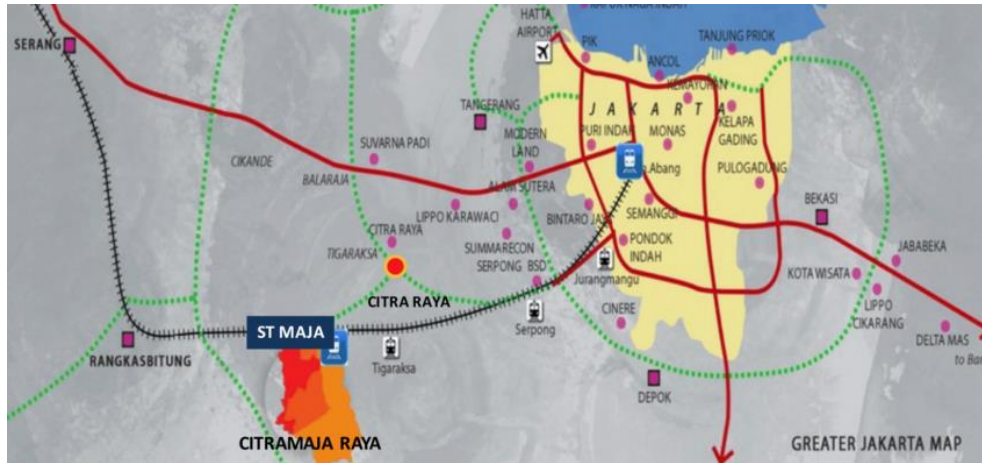 HATTA
AIRPORT
PIK
TANJUNG PRIOK
SERANG
ANCOL
KEMAYORAN
TANGERANG
JAKARTA
KELAPA
GADING
MODERN
LAND
PURI INDAH
MONAS
SUVARNA PADI
CIKANDE
BALARAJA
Abang
PULOGADUNG
ALAM SUTERA
LIPPO KARAWACI
BINTARO JAYA
SEMANGGI
BEKASI
CITRA RAYA
TIGARAKSA
SUMMARECON
SERPONG
BSD
PONDOK
INDAH
JABABEKA
Jurangmangu
KOTA WISATA
CITRA RAYA
LIPPO
CIKARANG
Serpong
CINERE
ST MAJA
RANGKASBITUNG
Tigaraksa
DELTA MAS
DEPOK
CITRAMAJA RAYA
GREATER JAKARTA MAP